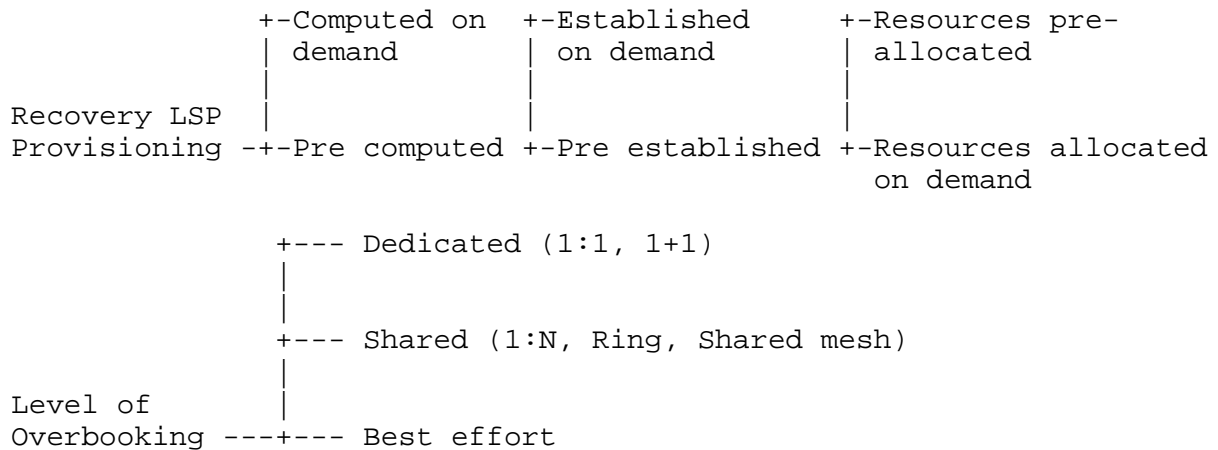 +-Computed on  +-Established     +-Resources pre-
                | demand       | on demand       | allocated
                |              |                 |
Recovery LSP    |              |                 |
Provisioning -+-Pre computed +-Pre established +-Resources allocated
                                                   on demand

                 +--- Dedicated (1:1, 1+1)
                 |
                 |
                 +--- Shared (1:N, Ring, Shared mesh)
                 |
Level of         |
Overbooking ---+--- Best effort